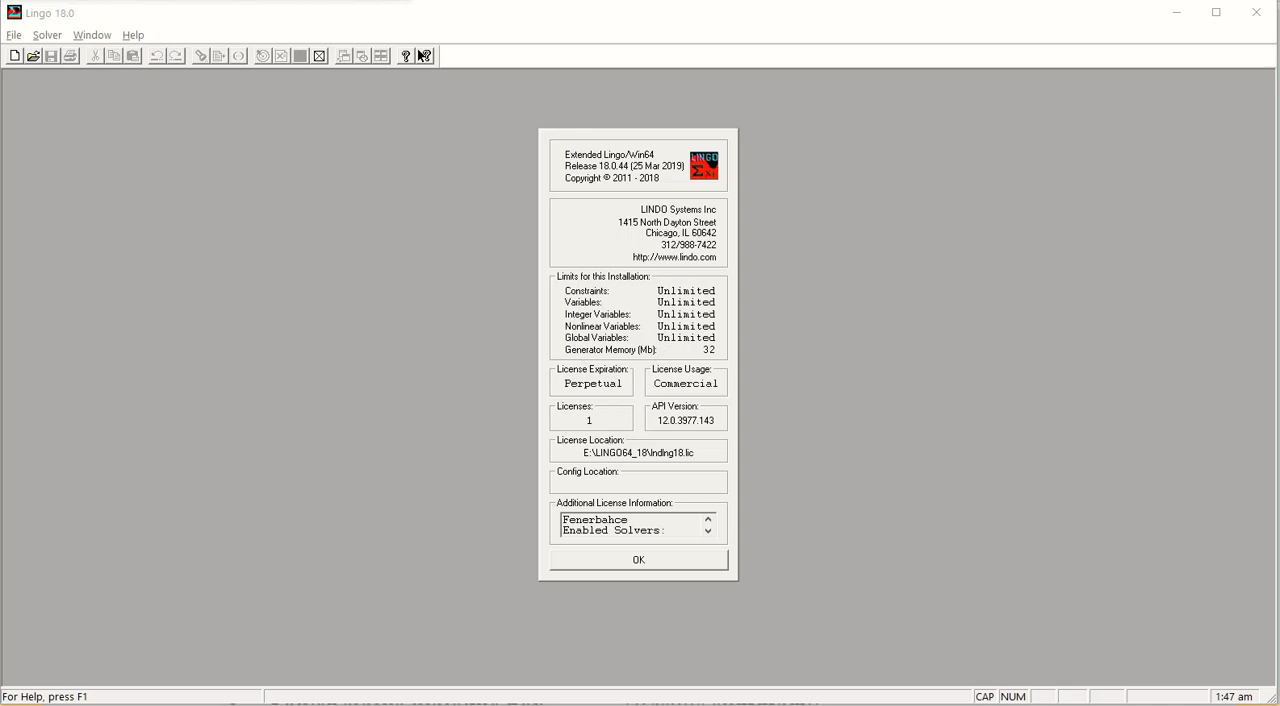 Lingo 18.0
File Solver Window Help
Extended Lingo/Win64
Release 18.0.44 (25 Mar 2019)
Copyright © 2011 - 2018
LINGO
LINDO Systems Inc
1415 North Dayton Street
Chicago, IL 60642
312/988-7422
http://www.lindo.com
Limits for this Installation:
Constraints: Unlimited
Variables: Unlimited
Integer Variables: Unlimited
Nonlinear Variables: Unlimited
Global Variables: Unlimited
Generator Memory (Mb): 32
License Expiration: License Usage:
Perpetual Commercial
Licenses: API Version:
1 12.0.3977.143
License Location:
E:\LINGO64_18\lndlng18.lic
Config Location:
Additional License Information:
Fenerbahce
Enabled Solvers:
OK
For Help, press F1 CAP NUM 1:47 am